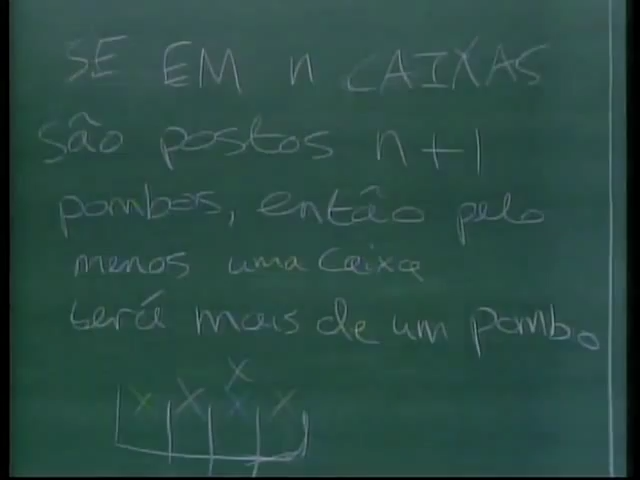 SE EM n CAIXAS
são postos n+1
pombos, então pelo
menos uma caixa
terá mais de um pombo
X X X X X